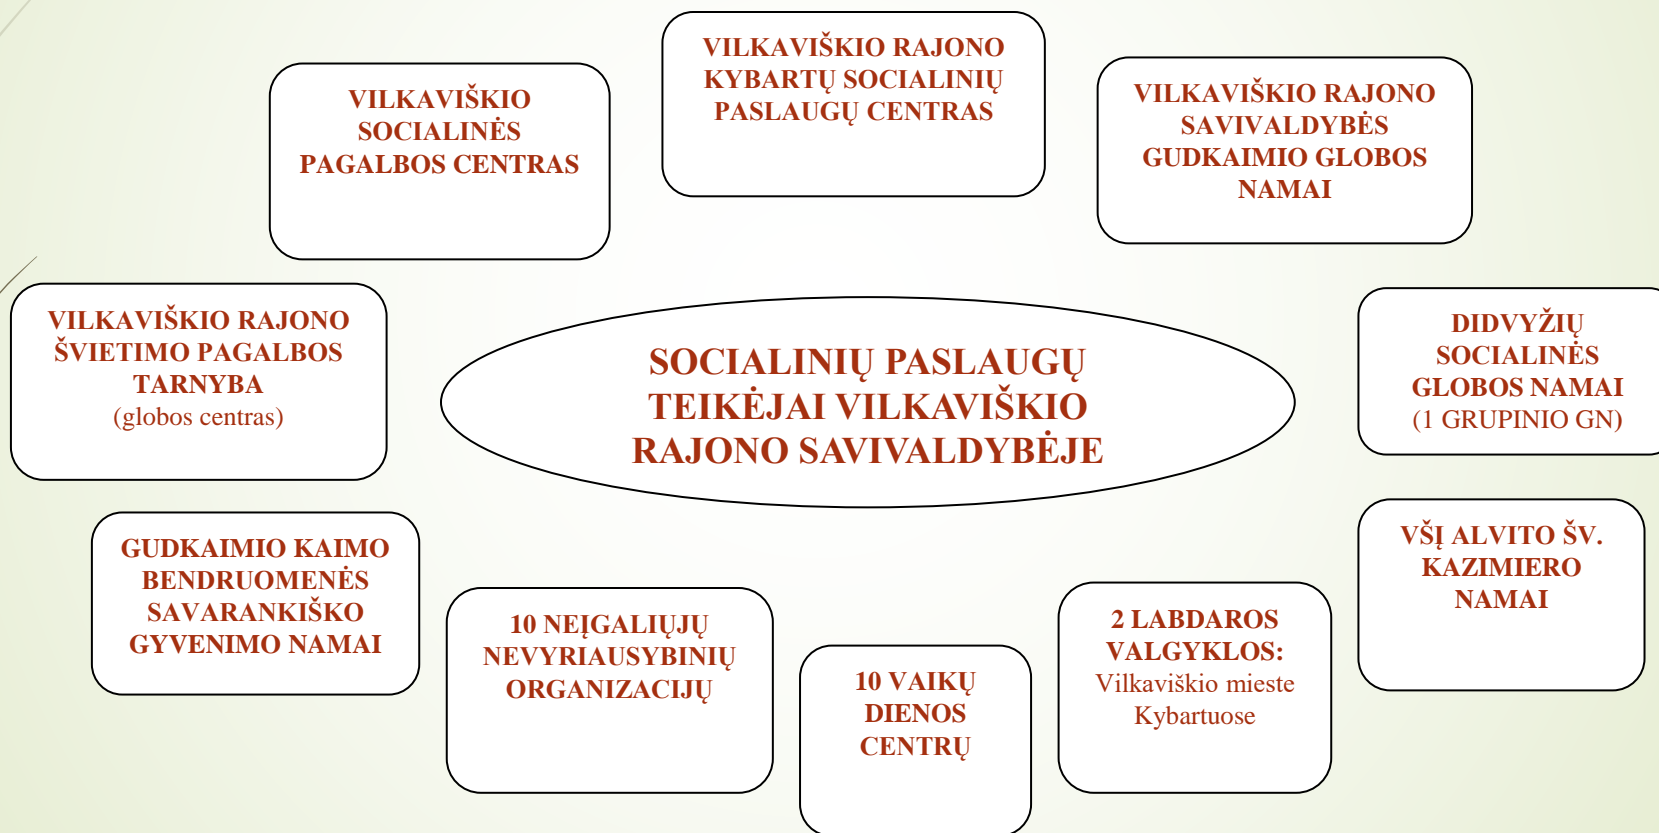 VILKAVIŠKIO RAJONO
KYBARTŲ SOCIALINIŲ
PASLAUGŲ CENTRAS
VILKAVIŠKIO
SOCIALINĖS
PAGALBOS CENTRAS
VILKAVIŠKIO RAJONO
SAVIVALDYBĖS
GUDKAIMIO GLOBOS
NAMAI
VILKAVIŠKIO RAJONO
ŠVIETIMO PAGALBOS
TARNYBA
(globos centras)
SOCIALINIŲ PASLAUGŲ
TEIKĖJAI VILKAVIŠKIO
RAJONO SAVIVALDYBĖJE
DIDVYŽIŲ
SOCIALINĖS
GLOBOS NAMAI
(1 GRUPINIO GN)
GUDKAIMIO KAIMO
BENDRUOMENĖS
SAVARANKIŠKO
GYVENIMO NAMAI
10 NEĮGALIŲJŲ
NEVYRIAUSYBINIŲ
ORGANIZACIJŲ
10 VAIKŲ
DIENOS
CENTRŲ
2 LABDAROS
VALGYKLOS:
Vilkaviškio mieste
Kybartuose
VŠĮ ALVITO ŠV.
KAZIMIERO
NAMAI